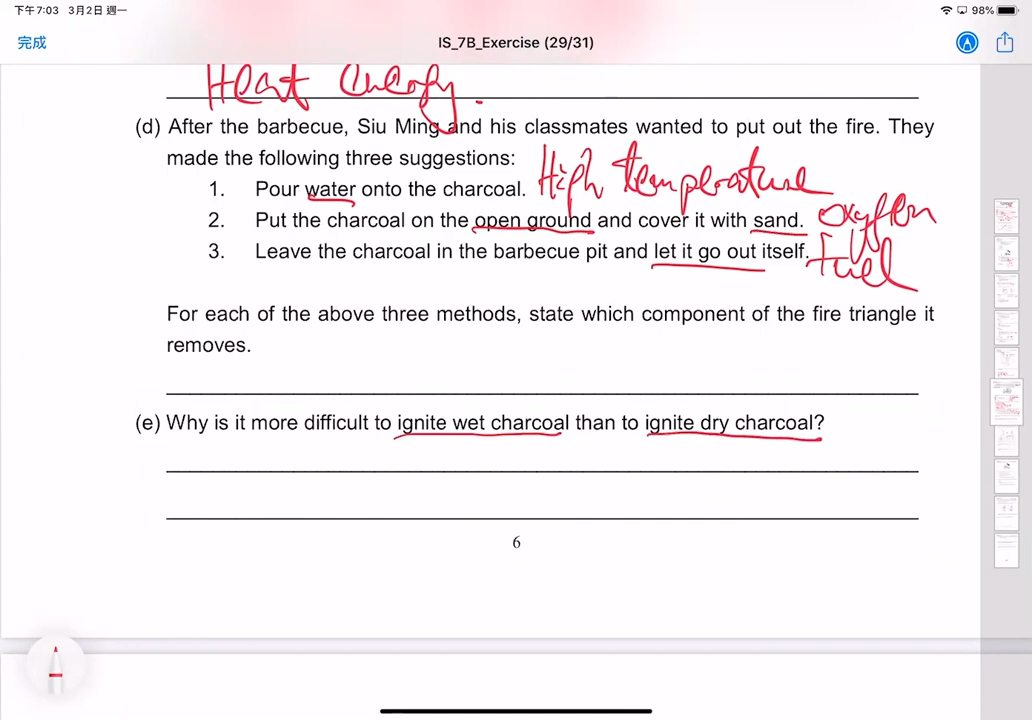 下午7:03 3月2日 週一
98%
完成
IS_7B_Exercise (29/31)
Heat energy.
(d) After the barbecue, Siu Ming and his classmates wanted to put out the fire. They
made the following three suggestions:
High temperature
1. Pour water onto the charcoal.
2. Put the charcoal on the open ground and cover it with sand. oxygen
3. Leave the charcoal in the barbecue pit and let it go out itself. Fuel
For each of the above three methods, state which component of the fire triangle it
removes.
(e) Why is it more difficult to ignite wet charcoal than to ignite dry charcoal?
6